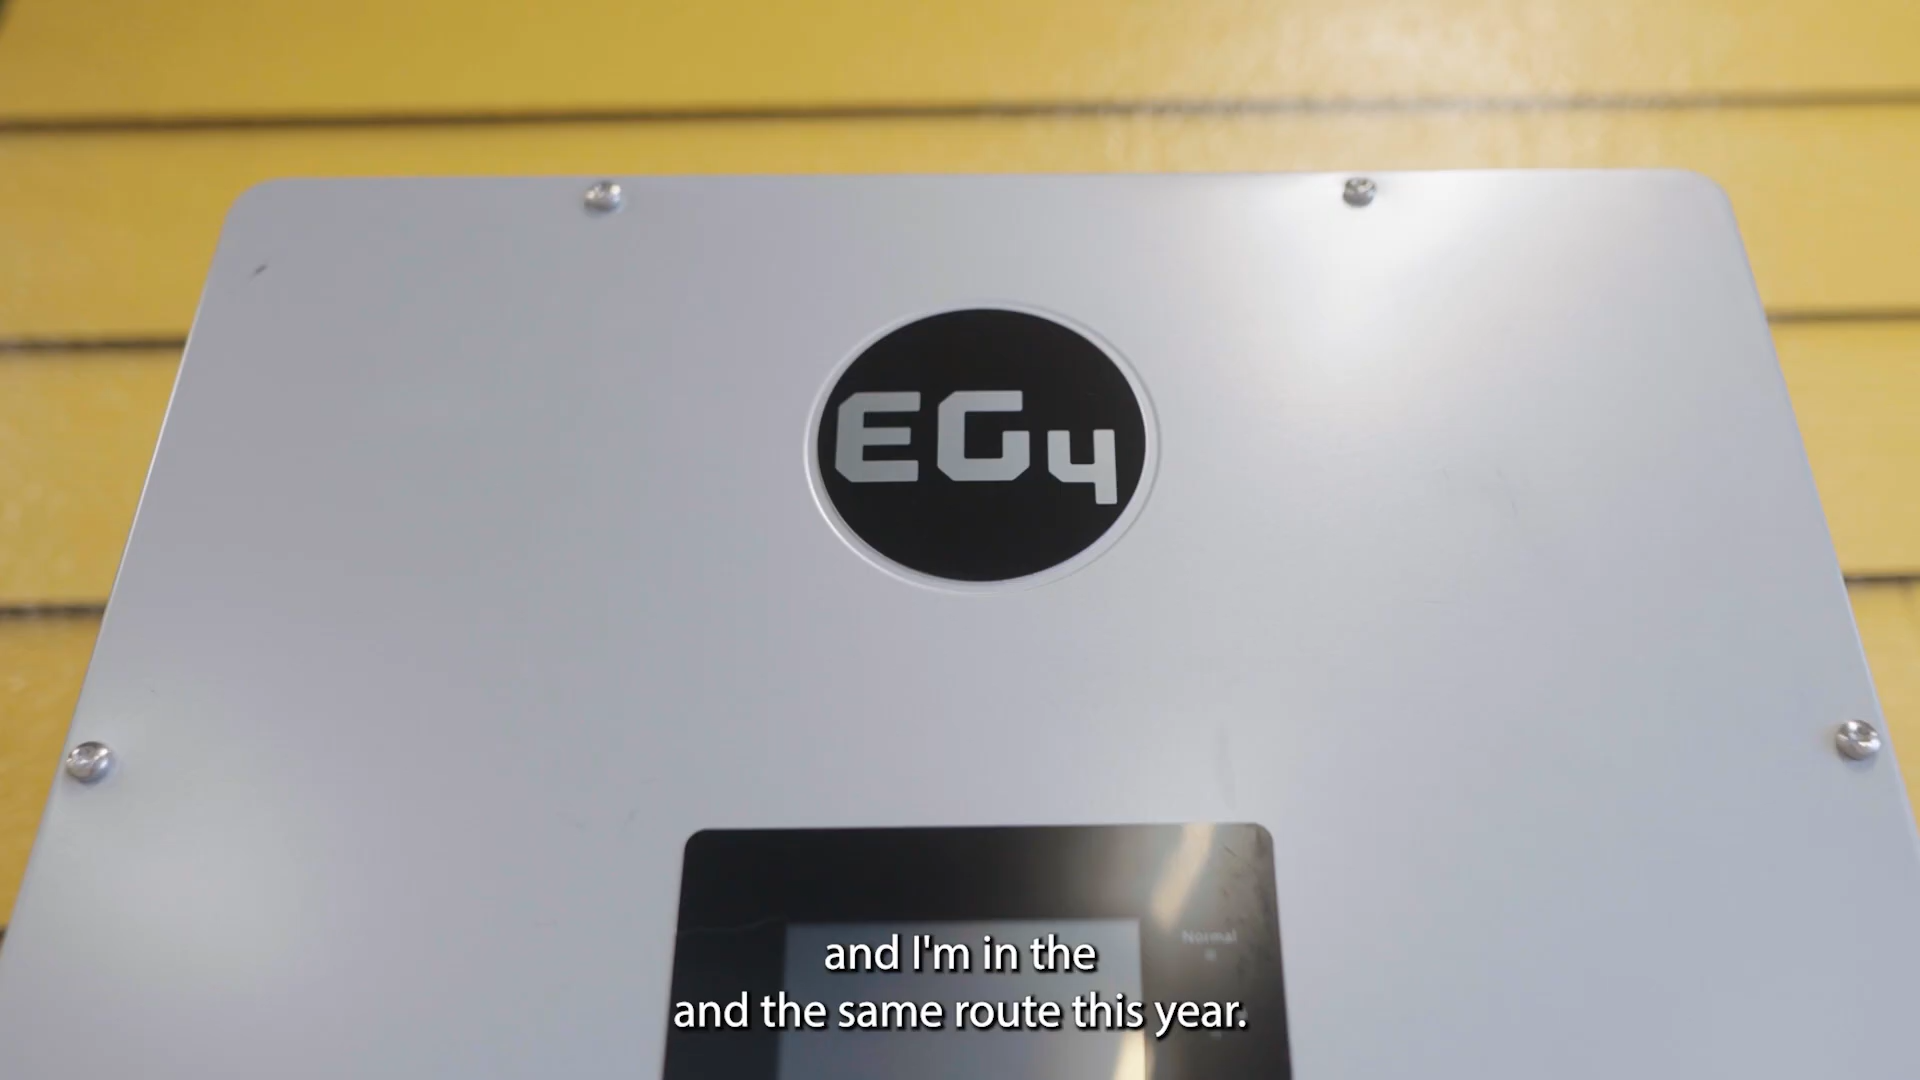 EG4
Normal
and I'm in the
and the same route this year.